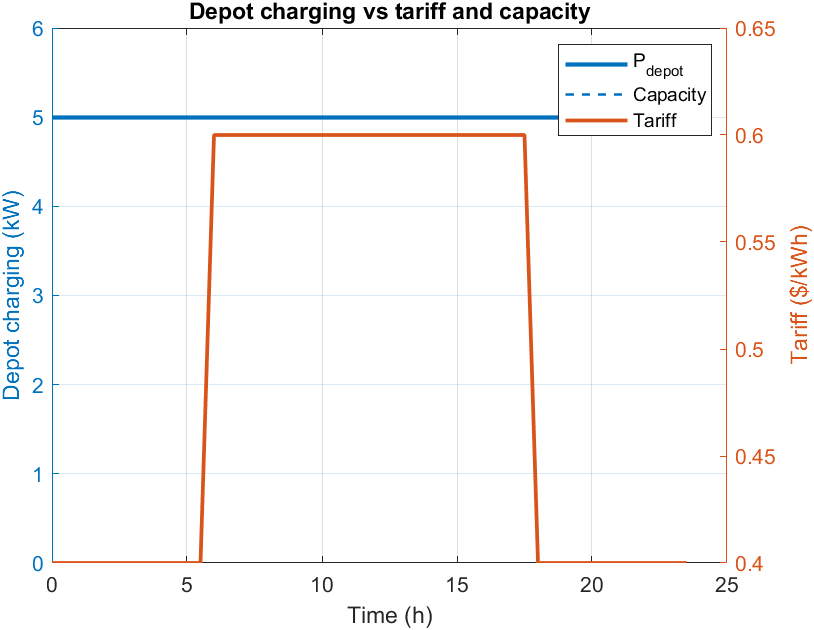 Depot charging vs tariff and capacity
P_depot
Capacity
Tariff
Depot charging (kW)
6
5
4
3
2
1
0
0.65
0.6
0.55
0.5
0.45
0.4
Tariff ($/kWh)
0 5 10 15 20 25
Time (h)